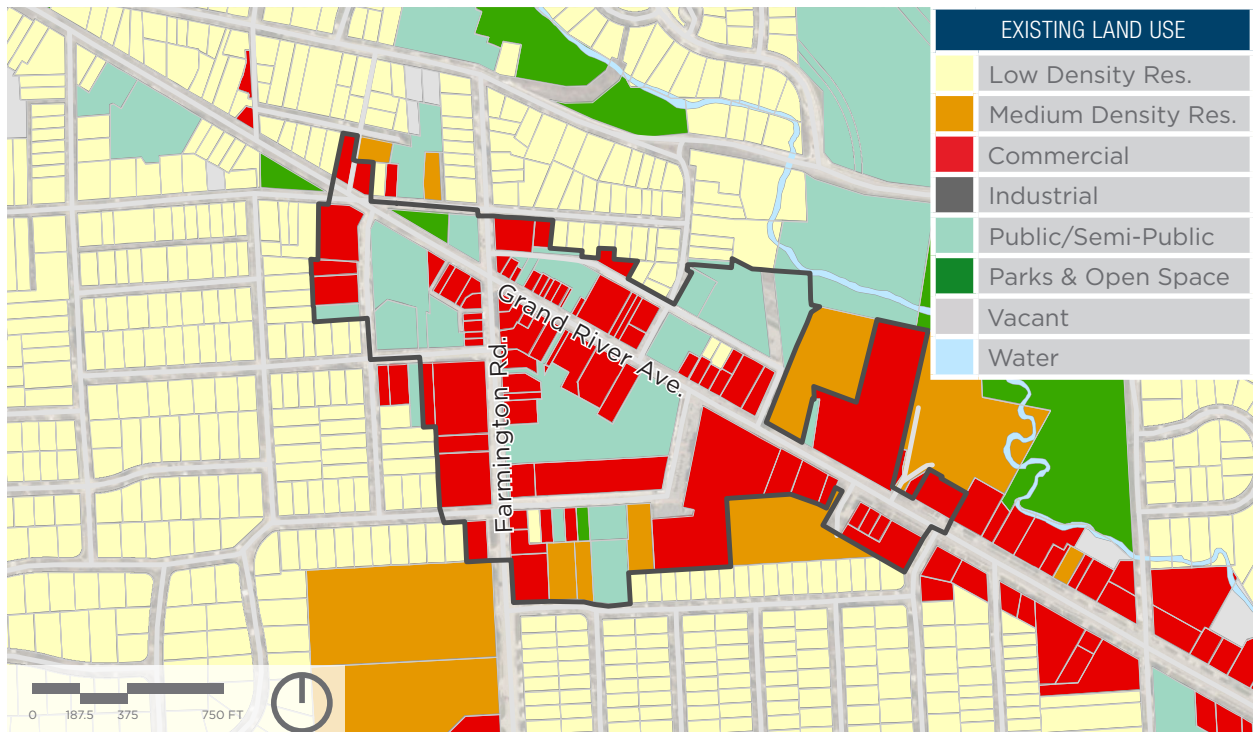 EXISTING LAND USE
Low Density Res.
Medium Density Res.
Commercial
Industrial
Public/Semi-Public
Parks & Open Space
Vacant
Water
Grand River Ave.
Farmington Rd.
0 187.5 375 750 FT